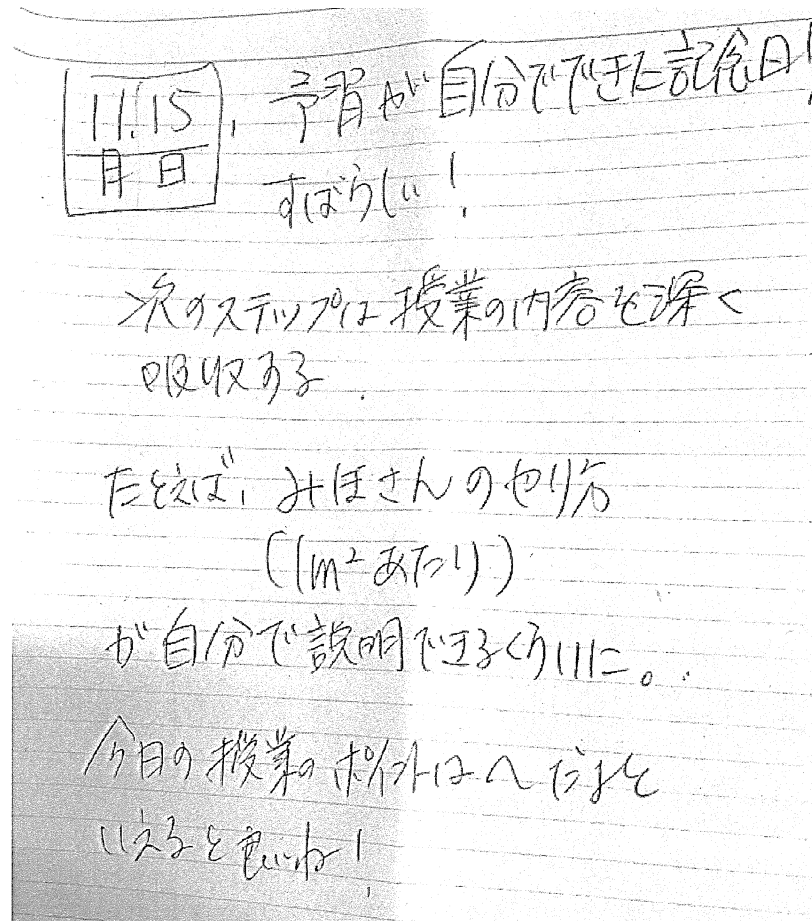 11.15
月 日
、予習が自分でできた記念日!
すばらしい!
次のステップは授業の内容を深く
吸収する.
たとえば、みほさんのやり方
(1m²あたり)
が自分で説明できるくらいに。
今日の授業のポイントは〜だよと
いえると良いね!